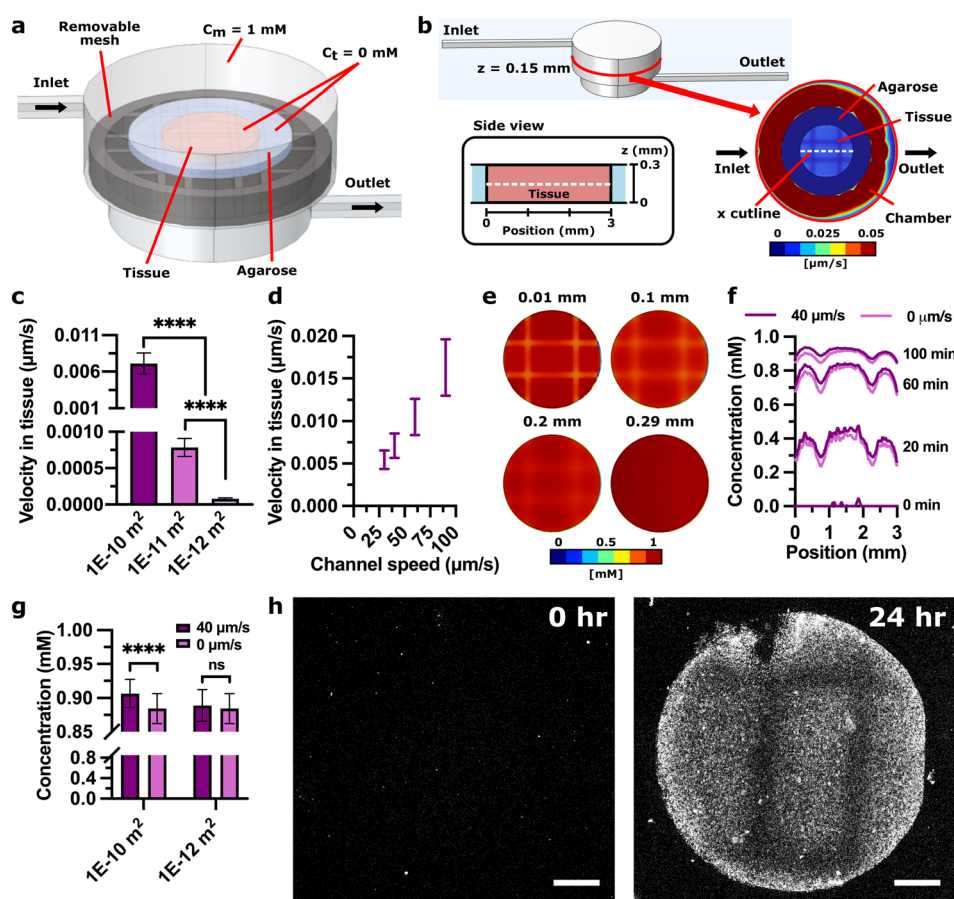 a
Removable
mesh
Cm = 1 mM
Ct = 0 mM
Inlet
Outlet
Tissue
Agarose
b
Inlet
z = 0.15 mm
Outlet
Agarose
Tissue
Side view
z (mm)
0.3
Tissue
0
0
3
Position (mm)
Inlet
Outlet
x cutline
Chamber
0 0.025 0.05
[µm/s]
c
****
****
Velocity in tissue (µm/s)
0.006
0.001
0.0010
0.0005
0.0000
1E-10 m²
1E-11 m²
1E-12 m²
d
Velocity in tissue (µm/s)
0.020
0.015
0.010
0.005
0.000
0
25
50
75
100
Channel speed (µm/s)
e
0.01 mm
0.1 mm
0.2 mm
0.29 mm
0 0.5 1
[mM]
f
40 µm/s
0 µm/s
Concentration (mM)
1.0
0.8
0.6
0.4
0.2
0.0
100 min
60 min
20 min
0 min
0 1 2 3
Position (mm)
g
40 µm/s
0 µm/s
****
ns
Concentration (mM)
1.00
0.95
0.90
0.85
0.8
0.4
0.0
1E-10 m²
1E-12 m²
h
0 hr
24 hr